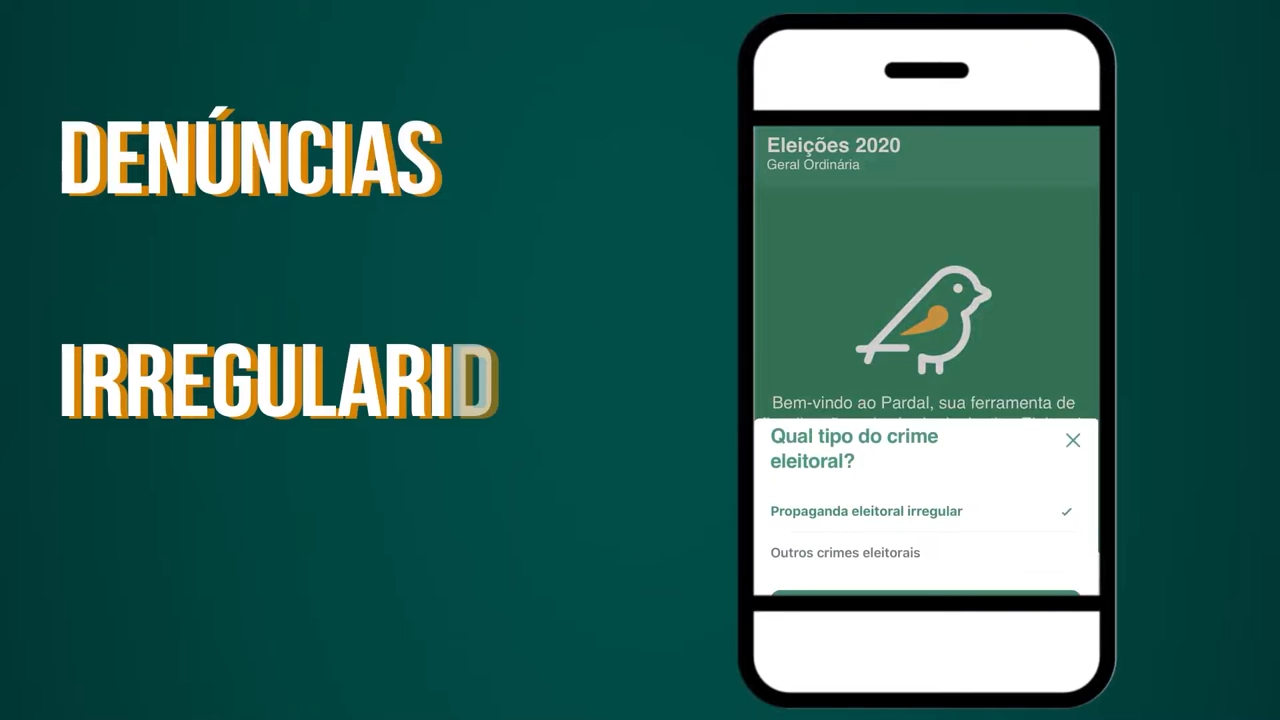 DENÚNCIAS
IRREGULARID
Eleições 2020
Geral Ordinária
Bem-vindo ao Pardal, sua ferramenta de
Qual tipo do crime
eleitoral?
Propaganda eleitoral irregular
Outros crimes eleitorais